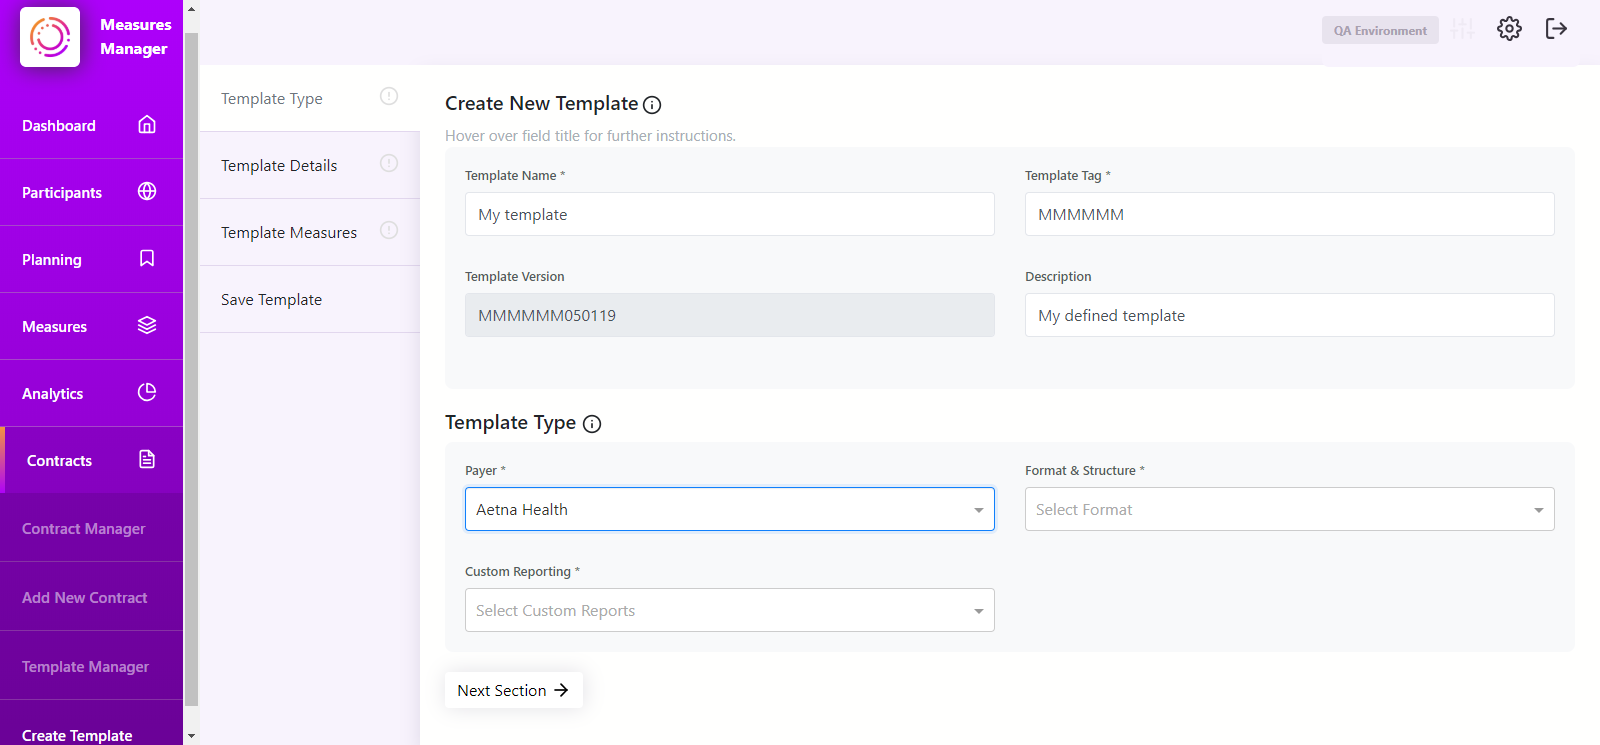 Measures
Manager
QA Environment
Dashboard
Participants
Planning
Measures
Analytics
Contracts
Contract Manager
Add New Contract
Template Manager
Create Template
Template Type
Template Details
Template Measures
Save Template
Create New Template
Hover over field title for further instructions.
Template Name *
My template
Template Tag *
MMMMMM
Template Version
MMMMMM050119
Description
My defined template
Template Type
Payer *
Aetna Health
Format & Structure *
Select Format
Custom Reporting *
Select Custom Reports
Next Section